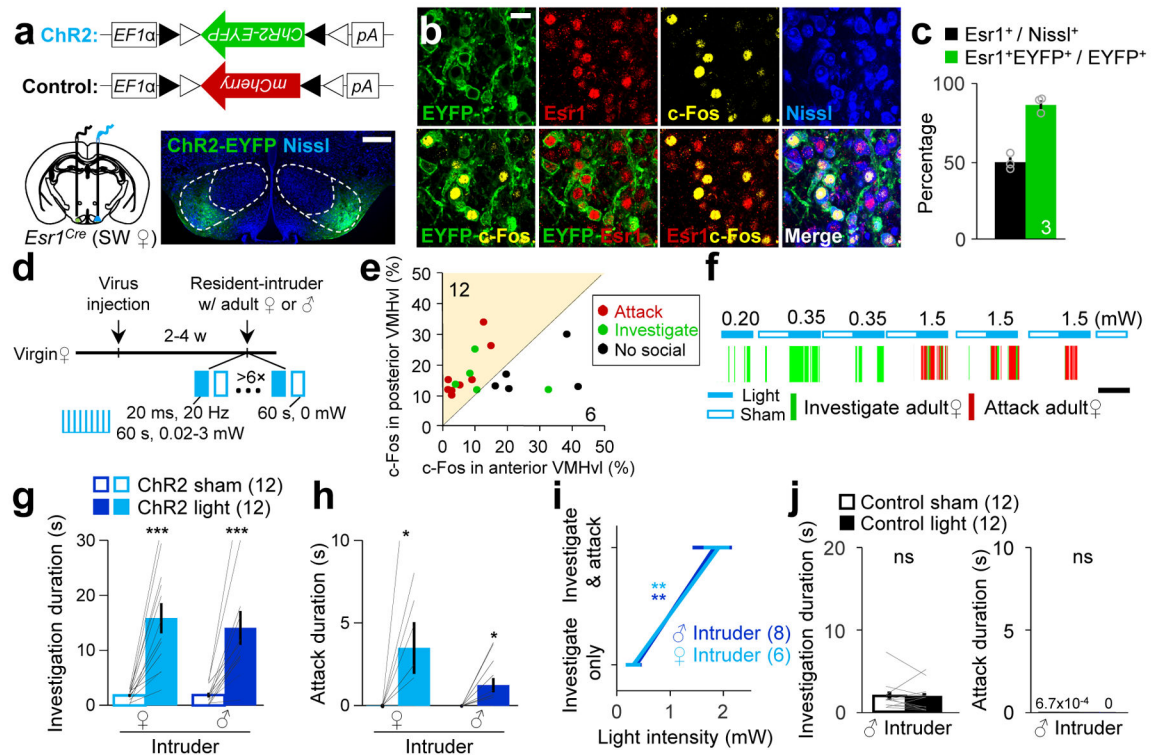 a
ChR2: EF1α ChR2-EYFP pA
Control: EF1α mCherry pA
ChR2-EYFP Nissl
Esr1Cre (SW ♀)
b
EYFP Esr1 c-Fos Nissl
EYFP c-Fos EYFP Esr1 Esr1 c-Fos Merge
c
Esr1+ / Nissl+
Esr1+EYFP+ / EYFP+
Percentage
100
50
0
3
d
Virus injection
Resident-intruder w/ adult ♀ or ♂
2-4 w
Virgin♀
>6×
20 ms, 20 Hz
60 s, 0.02-3 mW
60 s, 0 mW
e
c-Fos in posterior VMHvl (%)
50
40
30
20
10
0
12
6
0 10 20 30 40 50
c-Fos in anterior VMHvl (%)
Attack
Investigate
No social
f
0.20 0.35 0.35 1.5 1.5 1.5 (mW)
Light
Sham
Investigate adult♀
Attack adult♀
g
ChR2 sham (12)
ChR2 light (12)
Investigation duration (s)
30
20
10
0
*** ***
♀ ♂
Intruder
h
Attack duration (s)
10
5
0
* *
♀ ♂
Intruder
i
Investigate & attack
Investigate only
**
**
♂ Intruder (8)
♀ Intruder (6)
0 1 2
Light intensity (mW)
j
Control sham (12)
Control light (12)
Investigation duration (s)
20
10
0
ns
♂ Intruder
Attack duration (s)
10
5
0
ns
6.7x10-4 0
♂ Intruder